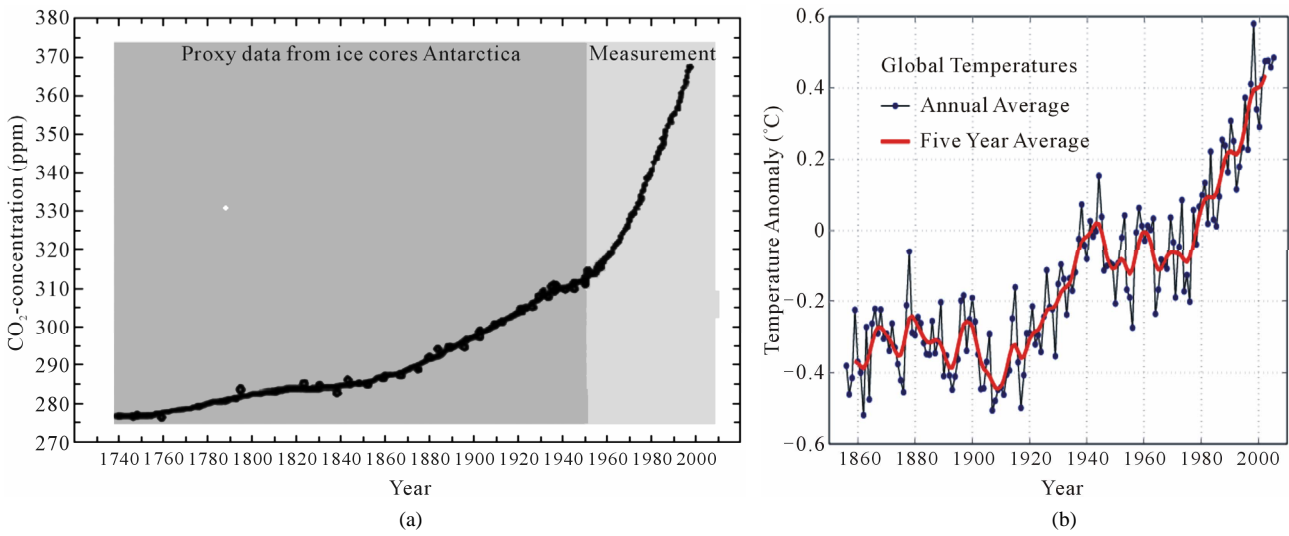 380
370
360
350
340
330
320
310
300
290
280
270
CO2-concentration (ppm)
Proxy data from ice cores Antarctica
Measurement
1740 1760 1780 1800 1820 1840 1860 1880 1900 1920 1940 1960 1980 2000
Year
(a)
0.6
0.4
0.2
0
−0.2
−0.4
−0.6
Temperature Anomaly (°C)
Global Temperatures
Annual Average
Five Year Average
1860 1880 1900 1920 1940 1960 1980 2000
Year
(b)